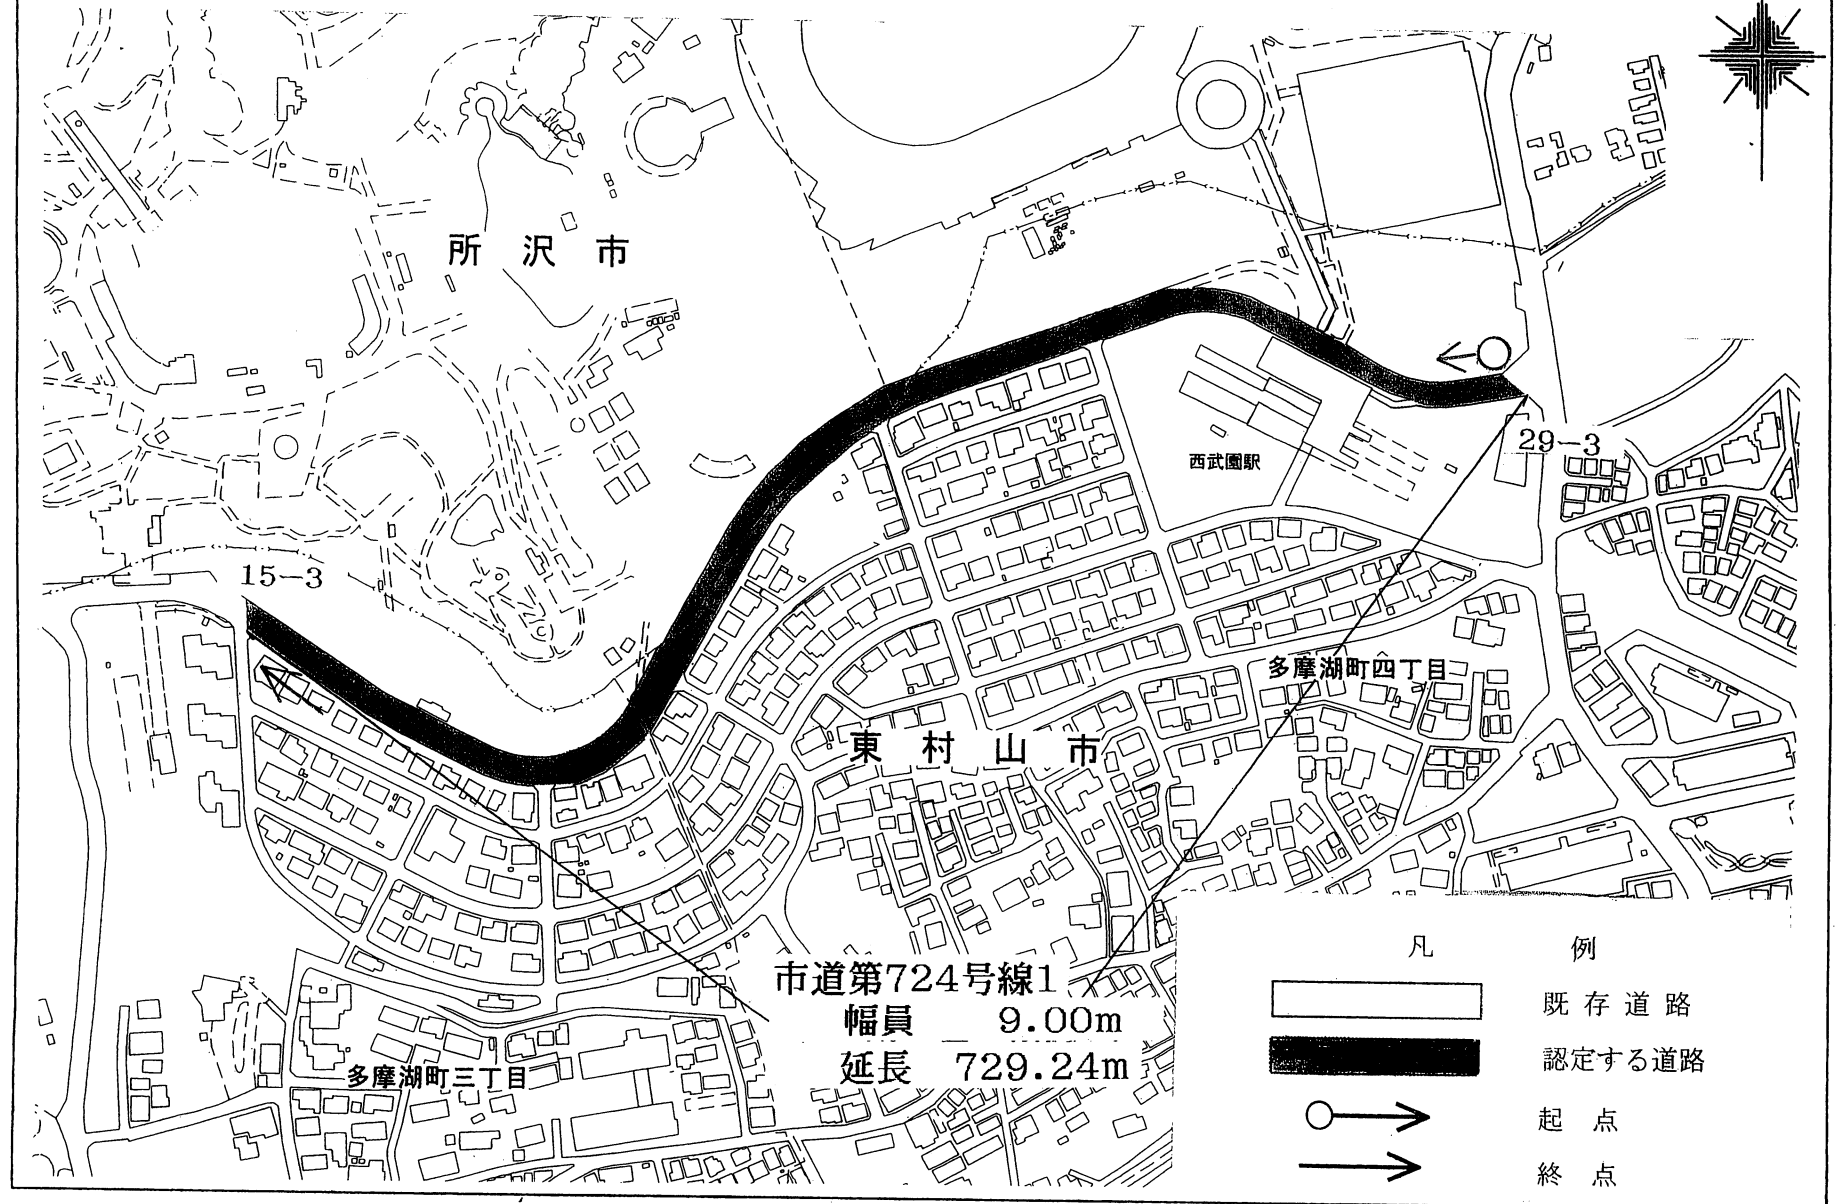 所沢市
西武園駅
29-3
15-3
多摩湖町四丁目
東村山市
市道第724号線1
幅員 9.00m
延長 729.24m
多摩湖町三丁目
凡例
既存道路
認定する道路
起点
終点